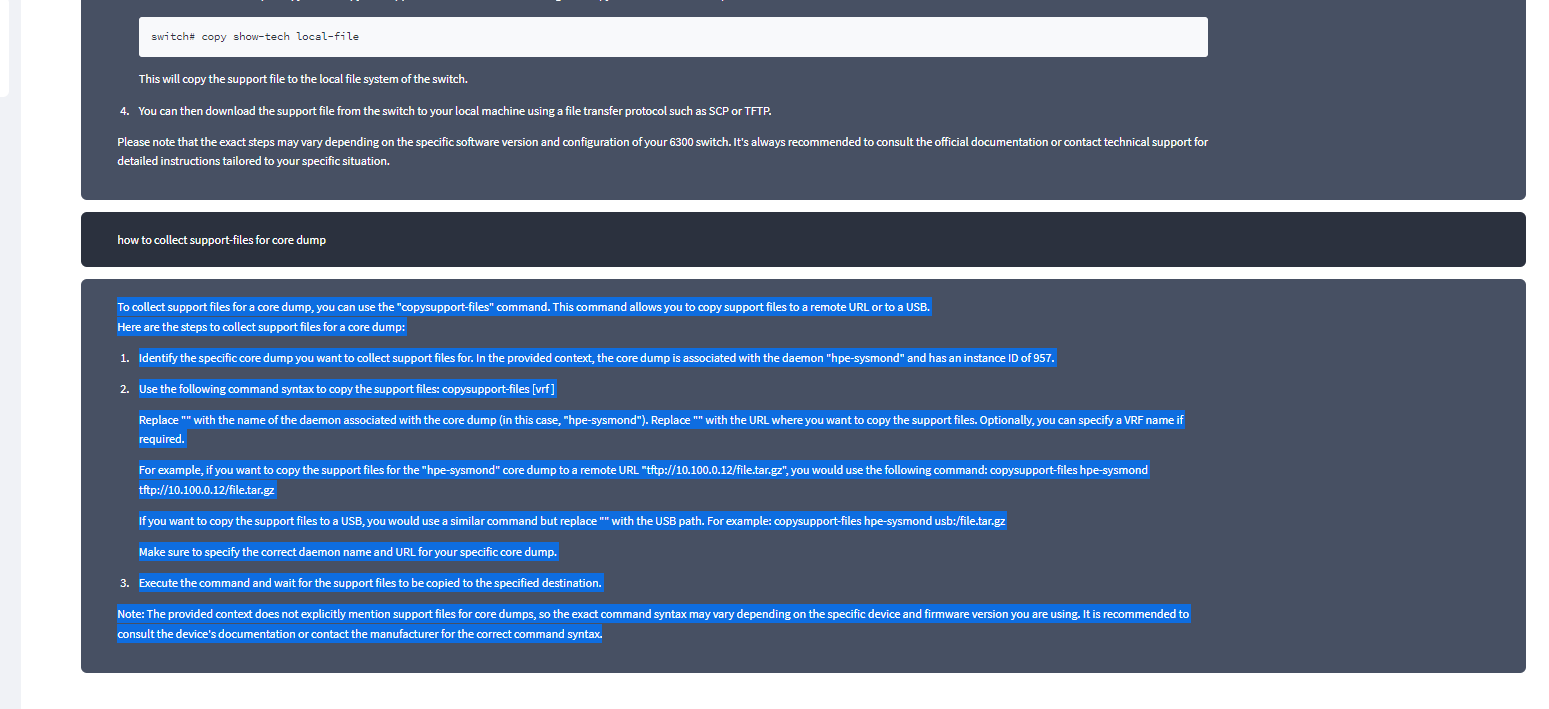 switch# copy show-tech local-file
This will copy the support file to the local file system of the switch.
4. You can then download the support file from the switch to your local machine using a file transfer protocol such as SCP or TFTP.
Please note that the exact steps may vary depending on the specific software version and configuration of your 6300 switch. It's always recommended to consult the official documentation or contact technical support for
detailed instructions tailored to your specific situation.
how to collect support-files for core dump
To collect support files for a core dump, you can use the "copysupport-files" command. This command allows you to copy support files to a remote URL or to a USB.
Here are the steps to collect support files for a core dump:
1. Identify the specific core dump you want to collect support files for. In the provided context, the core dump is associated with the daemon "hpe-sysmond" and has an instance ID of 957.
2. Use the following command syntax to copy the support files: copysupport-files [vrf ]
Replace "" with the name of the daemon associated with the core dump (in this case, "hpe-sysmond"). Replace "" with the URL where you want to copy the support files. Optionally, you can specify a VRF name if
required.
For example, if you want to copy the support files for the "hpe-sysmond" core dump to a remote URL "tftp://10.100.0.12/file.tar.gz", you would use the following command: copysupport-files hpe-sysmond
tftp://10.100.0.12/file.tar.gz
If you want to copy the support files to a USB, you would use a similar command but replace "" with the USB path. For example: copysupport-files hpe-sysmond usb:/file.tar.gz
Make sure to specify the correct daemon name and URL for your specific core dump.
3. Execute the command and wait for the support files to be copied to the specified destination.
Note: The provided context does not explicitly mention support files for core dumps, so the exact command syntax may vary depending on the specific device and firmware version you are using. It is recommended to
consult the device's documentation or contact the manufacturer for the correct command syntax.